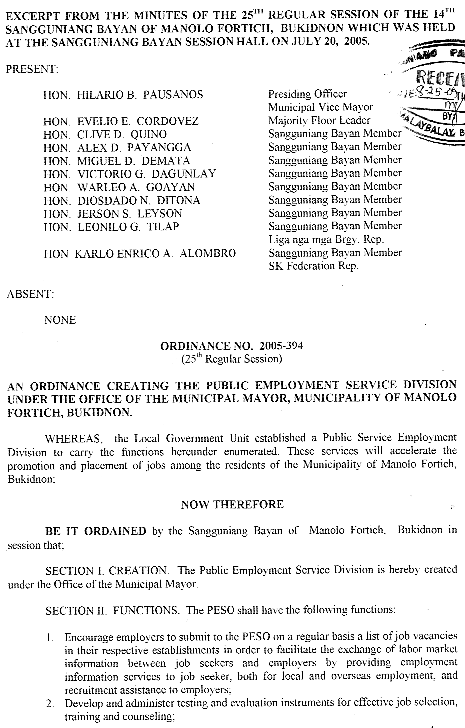 EXCERPT FROM THE MINUTES OF THE 25TH REGULAR SESSION OF THE 14TH
SANGGUNIANG BAYAN OF MANOLO FORTICH, BUKIDNON WHICH WAS HELD
AT THE SANGGUNIANG BAYAN SESSION HALL ON JULY 20, 2005.
PRESENT:
HON. HILARIO B. PAUSANOS Presiding Officer
Municipal Vice Mayor
HON. EVELIO E. CORDOVEZ Majority Floor Leader
HON. CLIVE D. QUINO Sangguniang Bayan Member
HON. ALEX D. PAYANGGA Sangguniang Bayan Member
HON. MIGUEL D. DEMATA Sangguniang Bayan Member
HON. VICTORIO G. DAGUNLAY Sangguniang Bayan Member
HON WARLEO A. GOAYAN Sangguniang Bayan Member
HON. DIOSDADO N. DITONA Sangguniang Bayan Member
HON. JERSON S. LEYSON Sangguniang Bayan Member
HON. LEONILO G. TILAP Sangguniang Bayan Member
Liga nga mga Brgy. Rep.
HON KARLO ENRICO A. ALOMBRO Sangguniang Bayan Member
SK Federation Rep.
RECEI
BY
ALAYBALAY, B
ABSENT:
NONE
ORDINANCE NO. 2005-394
(25th Regular Session)
AN ORDINANCE CREATING THE PUBLIC EMPLOYMENT SERVICE DIVISION
UNDER THE OFFICE OF THE MUNICIPAL MAYOR, MUNICIPALITY OF MANOLO
FORTICH, BUKIDNON.
WHEREAS, the Local Government Unit established a Public Service Employment
Division to carry the functions hereunder enumerated. These services will accelerate the
promotion and placement of jobs among the residents of the Municipality of Manolo Fortich,
Bukidnon;
NOW THEREFORE
BE IT ORDAINED by the Sangguniang Bayan of Manolo Fortich, Bukidnon in
session that;
SECTION I. CREATION. The Public Employment Service Division is hereby created
under the Office of the Municipal Mayor.
SECTION II. FUNCTIONS. The PESO shall have the following functions:
1. Encourage employers to submit to the PESO on a regular basis a list of job vacancies
in their respective establishments in order to facilitate the exchange of labor market
information between job seekers and employers by providing employment
information services to job seeker, both for local and overseas employment, and
recruitment assistance to employers;
2. Develop and administer testing and evaluation instruments for effective job selection,
training and counseling;